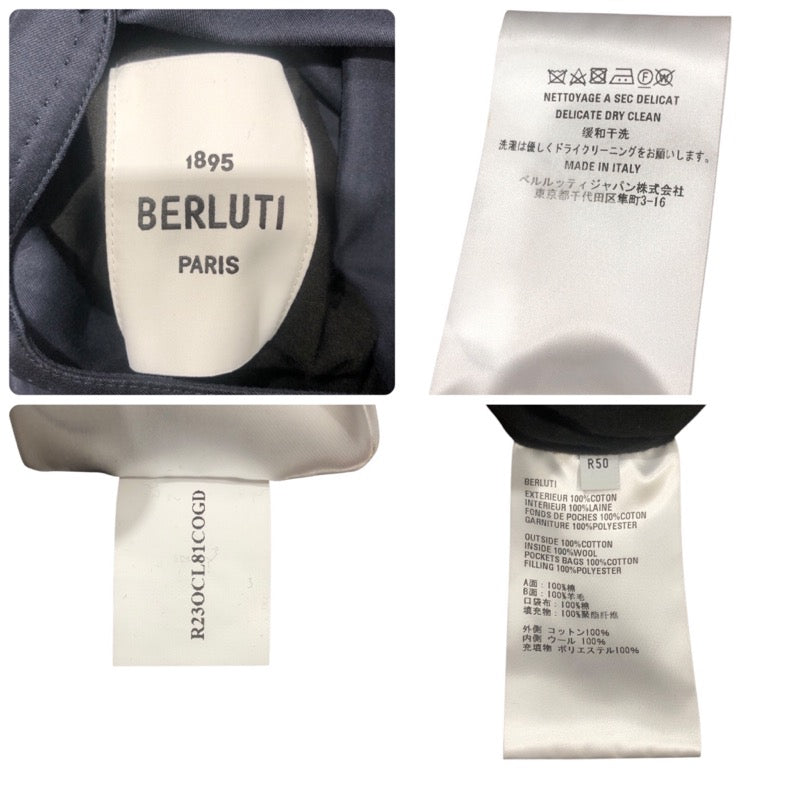 1895
BERLUTI
PARIS
NETTOYAGE A SEC DELICAT
DELICATE DRY CLEAN
缓和干洗
洗濯は優しくドライクリーニングをお願いします。
MADE IN ITALY
ベルルッティジャパン株式会社
東京都千代田区隼町3-16
R23OCL81COGD
R50
BERLUTI
EXTERIEUR 100%COTON
INTERIEUR 100%LAINE
FONDS DE POCHES 100%COTON
GARNITURE 100%POLYESTER
OUTSIDE 100%COTTON
INSIDE 100%WOOL
POCKETS BAGS 100%COTTON
FILLING 100%POLYESTER
A面：100%棉
B面：100%羊毛
口袋布：100%棉
填充物：100%聚酯纤维
外側 コットン100%
内側 ウール 100%
充填物 ポリエステル100%